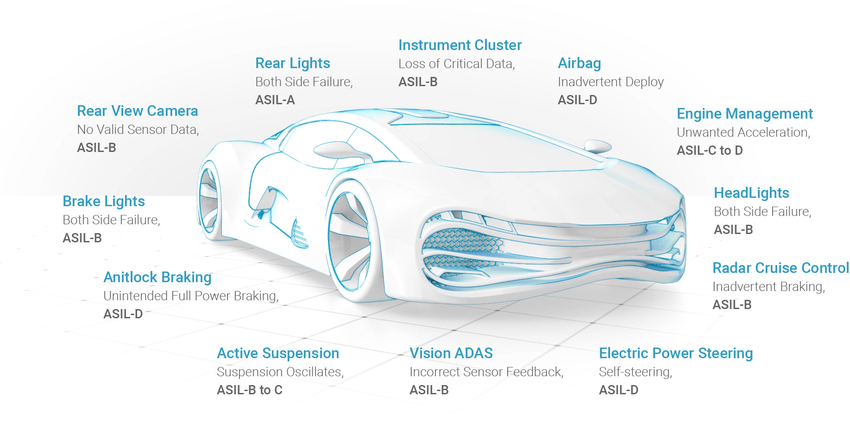 Instrument Cluster
Loss of Critical Data,
ASIL-B
Rear Lights
Both Side Failure,
ASIL-A
Airbag
Inadvertent Deploy
ASIL-D
Rear View Camera
No Valid Sensor Data,
ASIL-B
Engine Management
Unwanted Acceleration,
ASIL-C to D
Brake Lights
Both Side Failure,
ASIL-B
HeadLights
Both Side Failure,
ASIL-B
Anitlock Braking
Unintended Full Power Braking,
ASIL-D
Radar Cruise Control
Inadvertent Braking,
ASIL-B
Active Suspension
Suspension Oscillates,
ASIL-B to C
Vision ADAS
Incorrect Sensor Feedback,
ASIL-B
Electric Power Steering
Self-steering,
ASIL-D